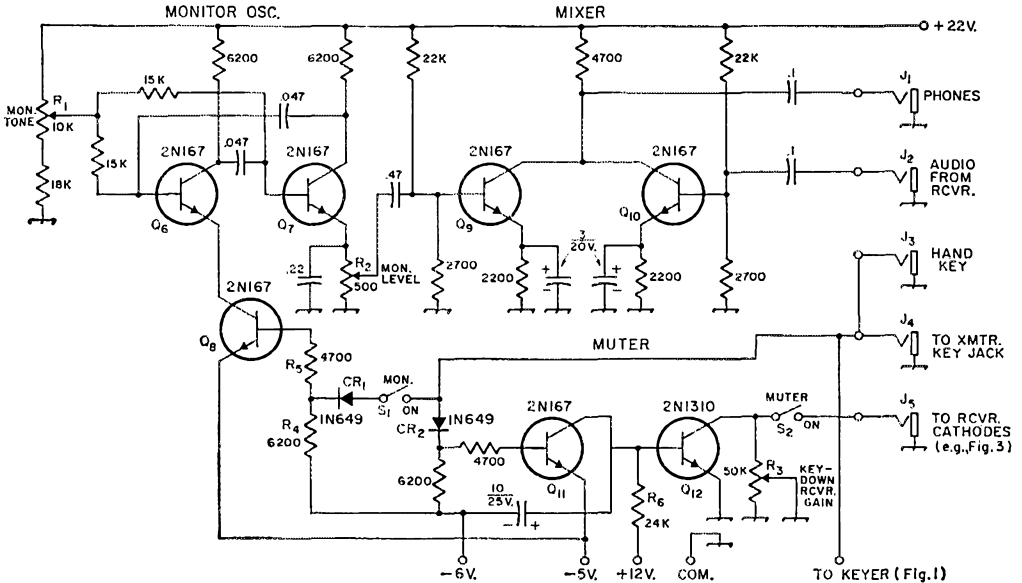 MONITOR OSC.
MIXER
+22V.
6200
6200
22K
4700
22K
15K
.047
.1
J1
PHONES
MON. TONE
R1
10K
.047
15K
2N167
2N167
2N167
2N167
.1
J2
AUDIO FROM RCVR.
18K
.47
Q6
Q7
Q9
Q10
J3
HAND KEY
.22
R2
500
MON. LEVEL
2700
2200
+
-
3
20V.
+
-
2200
2700
2N167
Q8
R5
4700
MUTER
J4
TO XMTR. KEY JACK
CR1
MON.
S1
ON
1N649
1N649
CR2
2N167
2N1310
MUTER
S2
ON
J5
TO RCVR. CATHODES (e.g., Fig. 3)
R4
6200
4700
6200
Q11
Q12
50K
R3
KEY-DOWN RCVR. GAIN
10
25V.
-
+
R6
24K
-6V.
-5V.
+12V.
COM.
TO KEYER (Fig.1)